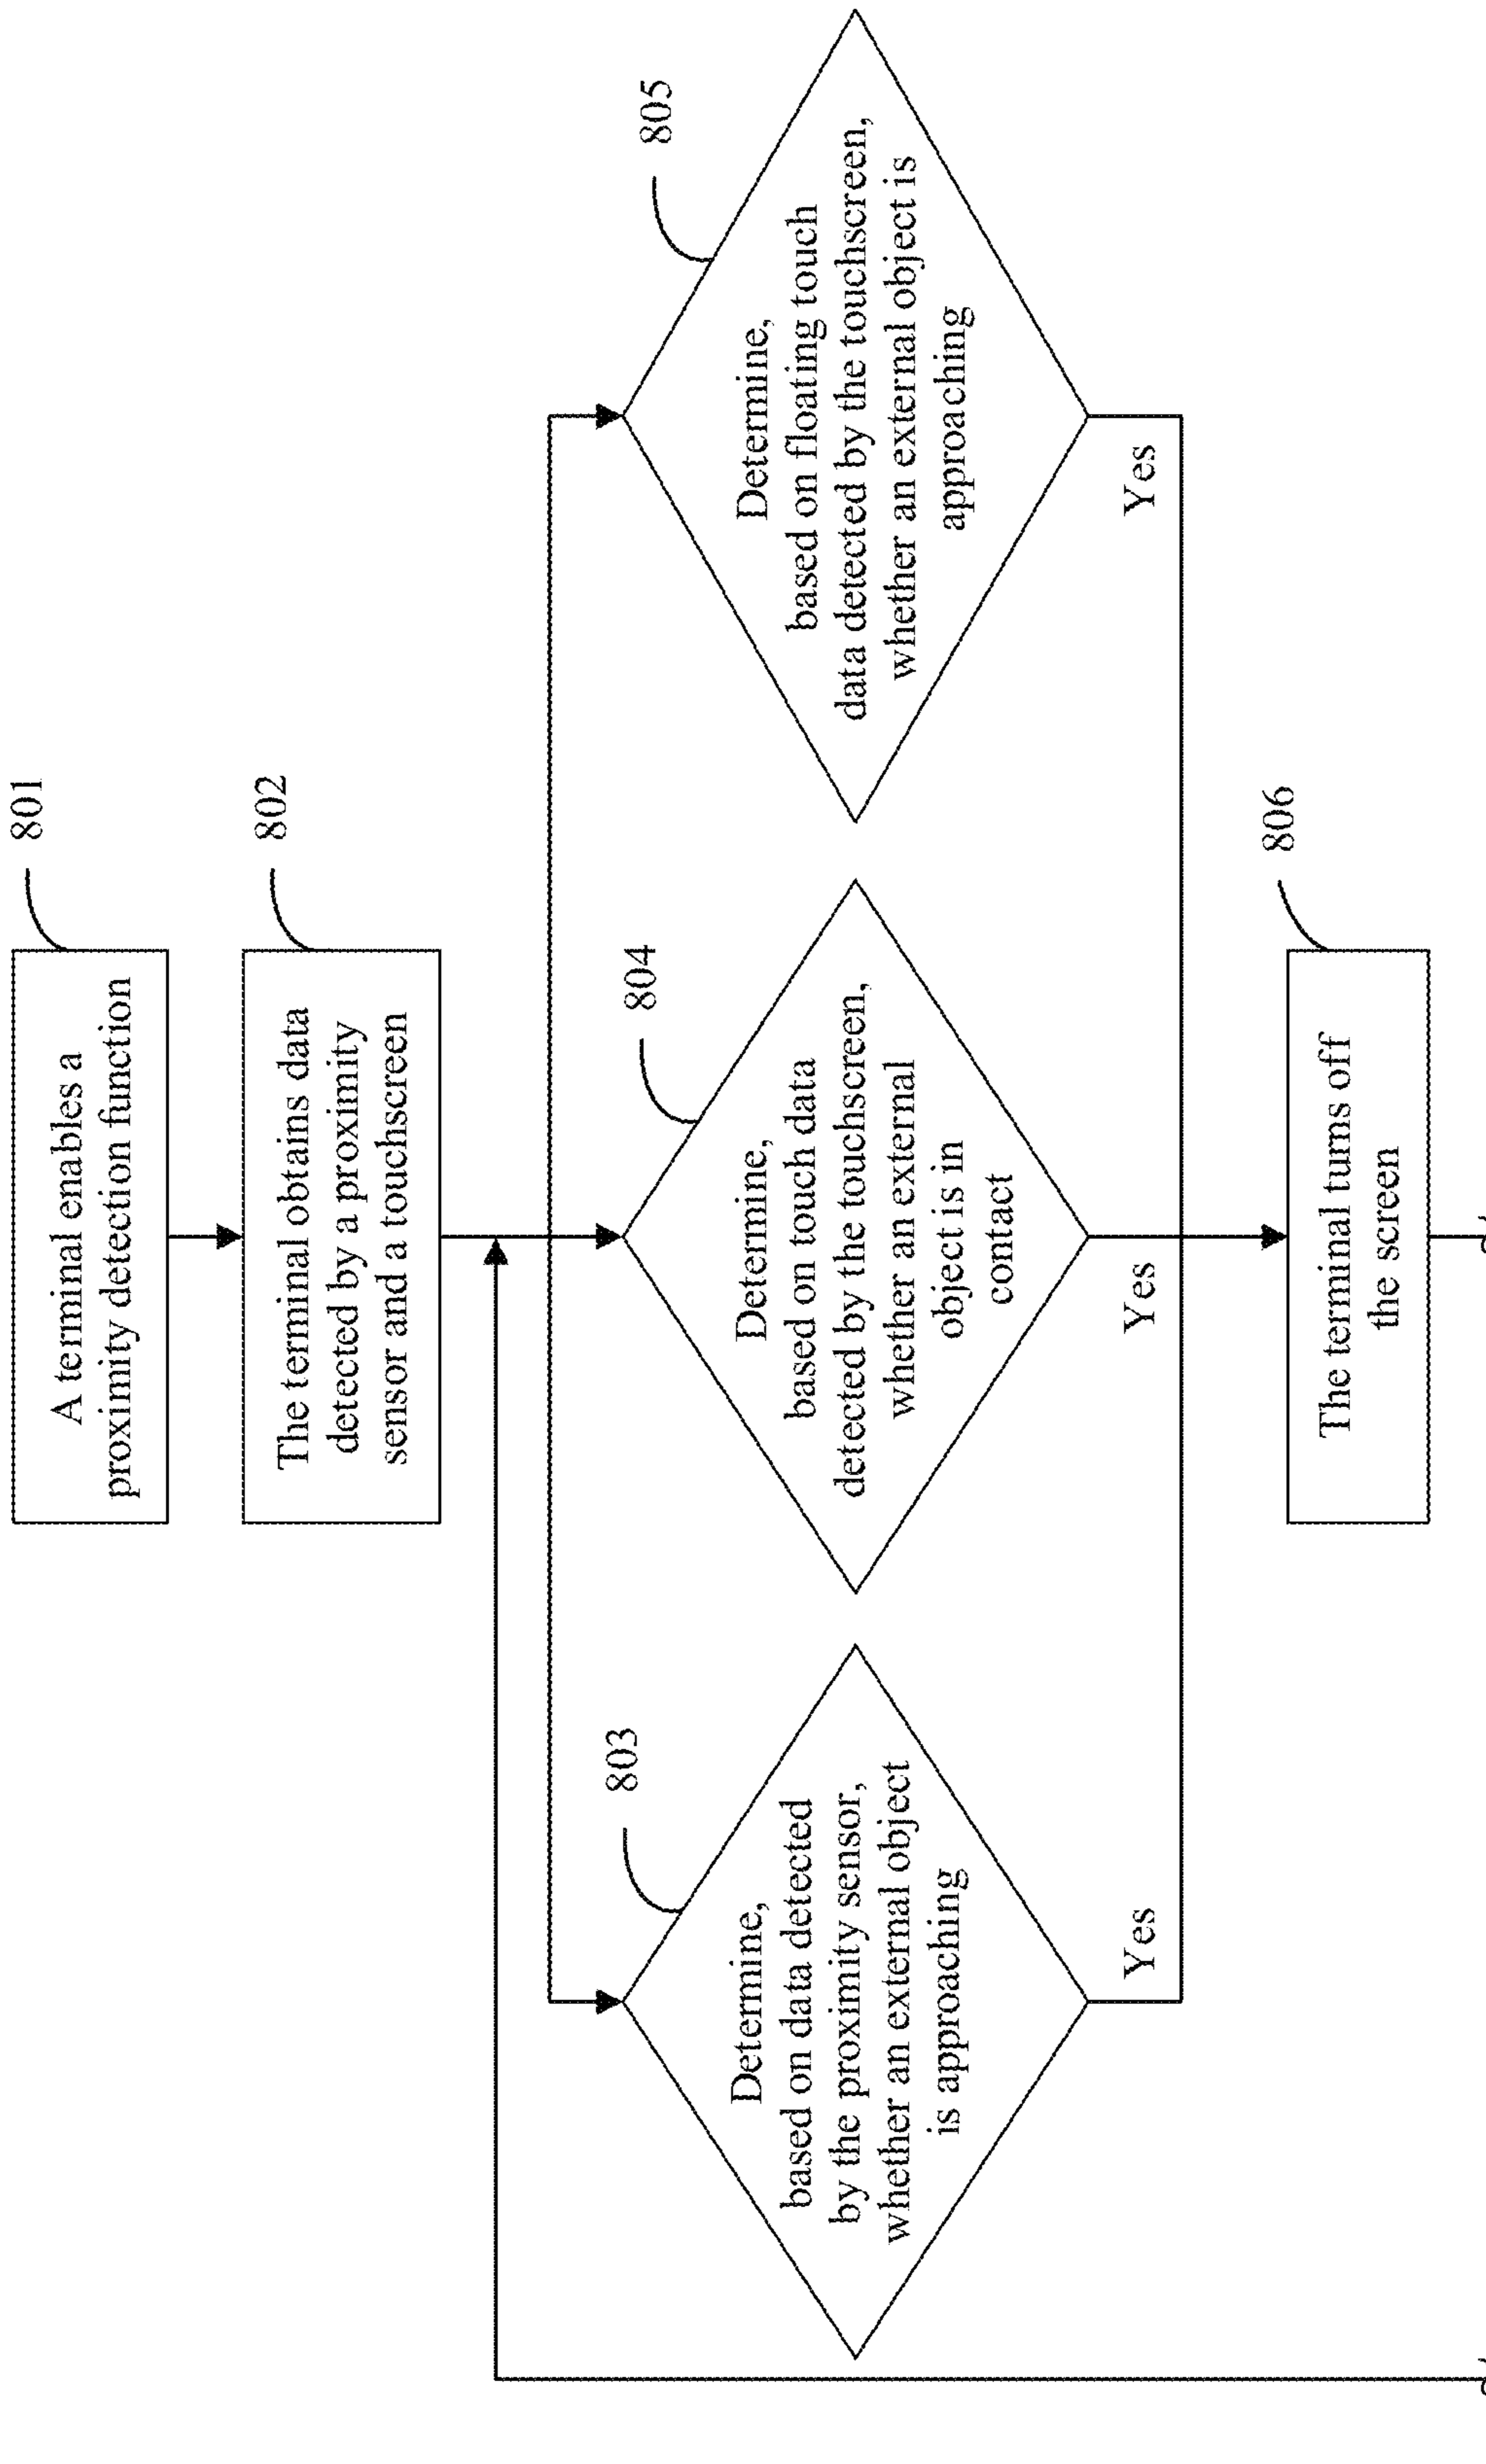 801
A terminal enables a
proximity detection function
802
The terminal obtains data
detected by a proximity
sensor and a touchscreen
803
Determine,
based on data detected
by the proximity sensor,
whether an external object
is approaching
804
Determine,
based on touch data
detected by the touchscreen,
whether an external
object is in
contact
805
Determine,
based on floating touch
data detected by the touchscreen,
whether an external object is
approaching
Yes
Yes
Yes
806
The terminal turns off
the screen